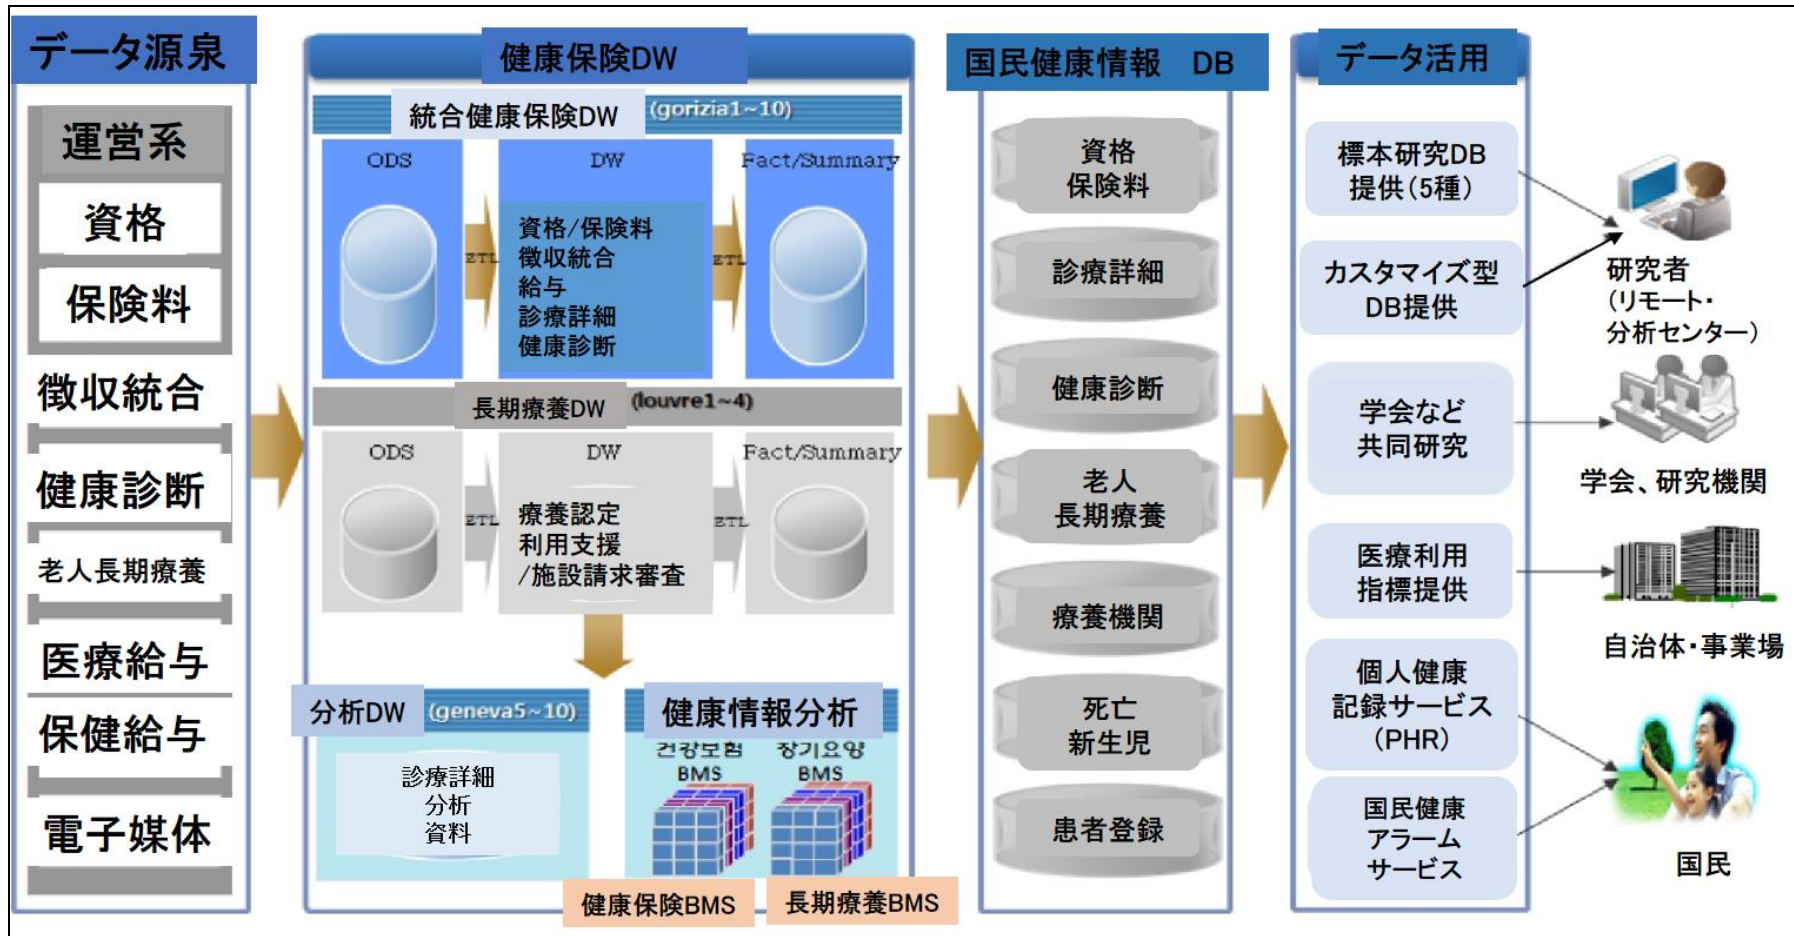 データ源泉
運営系
資格
保険料
徴収統合
健康診断
老人長期療養
医療給与
保健給与
電子媒体
健康保険DW
統合健康保険DW (gorizia1~10)
ODS
DW
Fact/Summary
ETL
資格/保険料
徴収統合
給与
診療詳細
健康診断
ETL
長期療養DW (louvre1~4)
ODS
DW
Fact/Summary
ETL
療養認定
利用支援
/施設請求審査
ETL
分析DW (geneva5~10)
診療詳細
分析
資料
健康情報分析
건강보험
BMS
장기요양
BMS
健康保険BMS
長期療養BMS
国民健康情報 DB
資格
保険料
診療詳細
健康診断
老人
長期療養
療養機関
死亡
新生児
患者登録
データ活用
標本研究DB
提供(5種)
カスタマイズ型
DB提供
学会など
共同研究
医療利用
指標提供
個人健康
記録サービス
(PHR)
国民健康
アラーム
サービス
研究者
(リモート・
分析センター)
学会、研究機関
自治体・事業場
国民